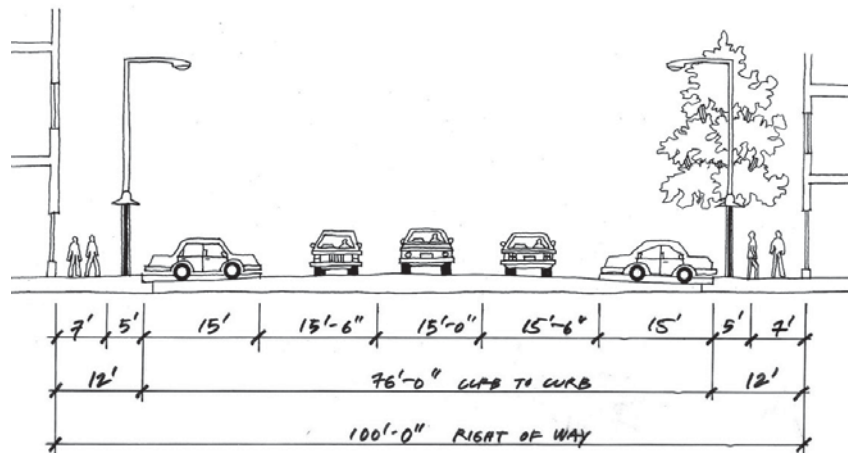 7' 5' 15' 15'-6" 15'-0" 15'-6" 15' 5' 7'
12' 76'-0" CURB TO CURB 12'
100'-0" RIGHT OF WAY